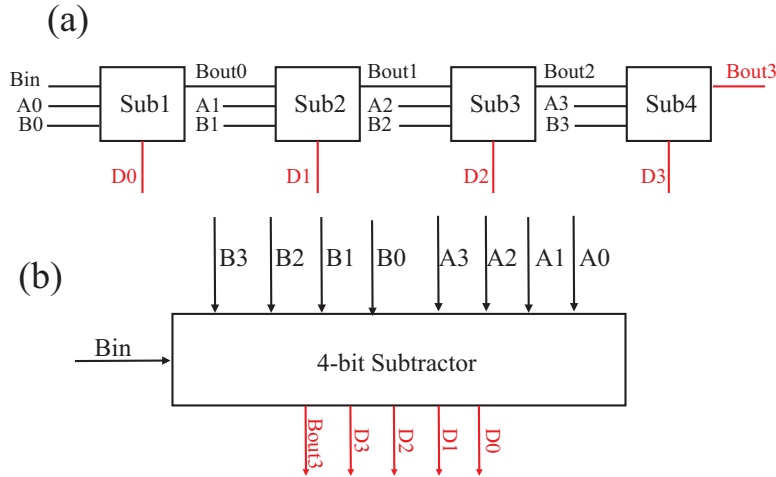 (a)
Bin
Bout0
Bout1
Bout2
Bout3
A0
Sub1
A1
Sub2
A2
Sub3
A3
Sub4
B0
B1
B2
B3
D0
D1
D2
D3
(b)
B3
B2
B1
B0
A3
A2
A1
A0
Bin
4-bit Subtractor
Bout3
D3
D2
D1
D0